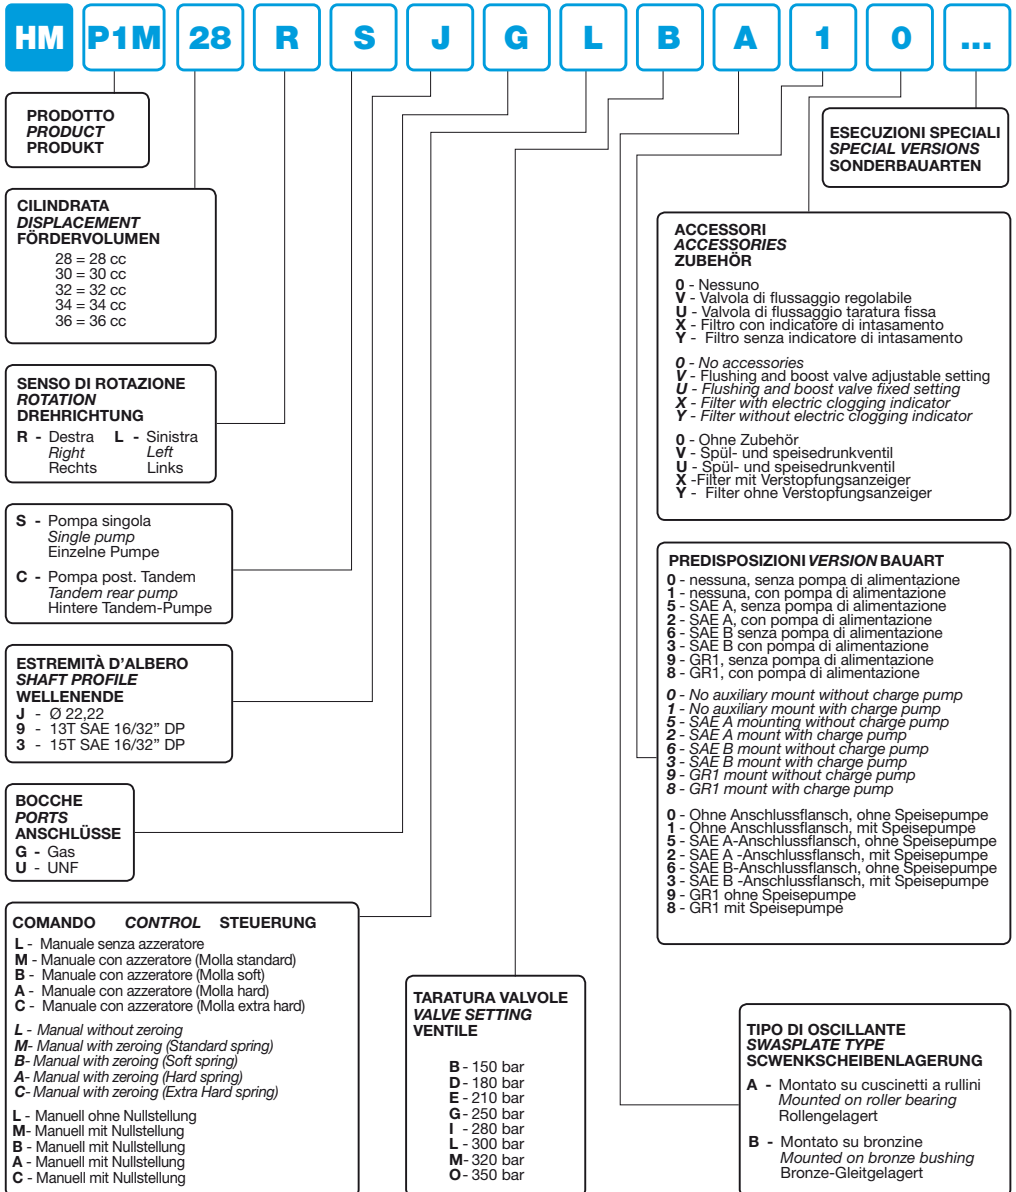 HM P1M 28 R S J G L B A 1 0 ...
PRODOTTO
PRODUCT
PRODUKT
CILINDRATA
DISPLACEMENT
FÖRDERVOLUMEN
28 = 28 cc
30 = 30 cc
32 = 32 cc
34 = 34 cc
36 = 36 cc
SENSO DI ROTAZIONE
ROTATION
DREHRICHTUNG
R - Destra L - Sinistra
Right Left
Rechts Links
S - Pompa singola
Single pump
Einzelne Pumpe
C - Pompa post. Tandem
Tandem rear pump
Hintere Tandem-Pumpe
ESTREMITÀ D'ALBERO
SHAFT PROFILE
WELLENENDE
J - Ø 22,22
9 - 13T SAE 16/32” DP
3 - 15T SAE 16/32” DP
BOCCHE
PORTS
ANSCHLÜSSE
G - Gas
U - UNF
COMANDO CONTROL STEUERUNG
L - Manuale senza azzeratore
M - Manuale con azzeratore (Molla standard)
B - Manuale con azzeratore (Molla soft)
A - Manuale con azzeratore (Molla hard)
C - Manuale con azzeratore (Molla extra hard)
L - Manual without zeroing
M- Manual with zeroing (Standard spring)
B- Manual with zeroing (Soft spring)
A- Manual with zeroing (Hard spring)
C- Manual with zeroing (Extra Hard spring)
L - Manuell ohne Nullstellung
M- Manuell mit Nullstellung
B - Manuell mit Nullstellung
A - Manuell mit Nullstellung
C - Manuell mit Nullstellung
TARATURA VALVOLE
VALVE SETTING
VENTILE
B - 150 bar
D - 180 bar
E - 210 bar
G - 250 bar
I - 280 bar
L - 300 bar
M- 320 bar
O - 350 bar
ESECUZIONI SPECIALI
SPECIAL VERSIONS
SONDERBAUARTEN
ACCESSORI
ACCESSORIES
ZUBEHÖR
0 - Nessuno
V - Valvola di flussaggio regolabile
U - Valvola di flussaggio taratura fissa
X - Filtro con indicatore di intasamento
Y - Filtro senza indicatore di intasamento
0 - No accessories
V - Flushing and boost valve adjustable setting
U - Flushing and boost valve fixed setting
X - Filter with electric clogging indicator
Y - Filter without electric clogging indicator
0 - Ohne Zubehör
V - Spül- und speisedrunkventil
U - Spül- und speisedrunkventil
X -Filter mit Verstopfungsanzeiger
Y - Filter ohne Verstopfungsanzeiger
PREDISPOSIZIONI VERSION BAUART
0 - nessuna, senza pompa di alimentazione
1 - nessuna, con pompa di alimentazione
5 - SAE A, senza pompa di alimentazione
2 - SAE A, con pompa di alimentazione
6 - SAE B senza pompa di alimentazione
3 - SAE B con pompa di alimentazione
9 - GR1, senza pompa di alimentazione
8 - GR1, con pompa di alimentazione
0 - No auxiliary mount without charge pump
1 - No auxiliary mount with charge pump
5 - SAE A mounting without charge pump
2 - SAE A mount with charge pump
6 - SAE B mount without charge pump
3 - SAE B mount with charge pump
9 - GR1 mount without charge pump
8 - GR1 mount with charge pump
0 - Ohne Anschlussflansch, ohne Speisepumpe
1 - Ohne Anschlussflansch, mit Speisepumpe
5 - SAE A-Anschlussflansch, ohne Speisepumpe
2 - SAE A -Anschlussflansch, mit Speisepumpe
6 - SAE B-Anschlussflansch, ohne Speisepumpe
3 - SAE B -Anschlussflansch, mit Speisepumpe
9 - GR1 ohne Speisepumpe
8 - GR1 mit Speisepumpe
TIPO DI OSCILLANTE
SWASPLATE TYPE
SCWENKSCHEIBENLAGERUNG
A - Montato su cuscinetti a rullini
Mounted on roller bearing
Rollengelagert
B - Montato su bronzine
Mounted on bronze bushing
Bronze-Gleitgelagert